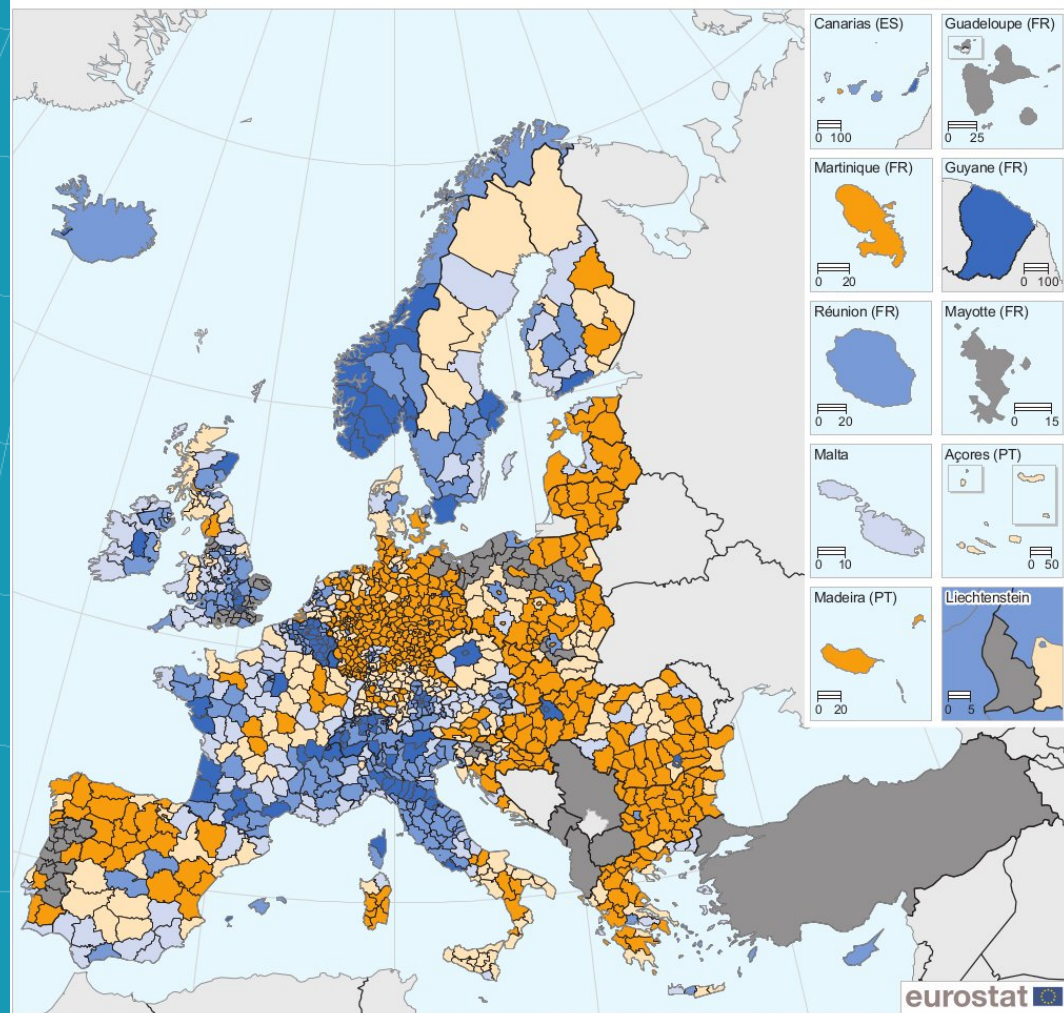 Canarias (ES)
0 100
Guadeloupe (FR)
0 25
Martinique (FR)
0 20
Guyane (FR)
0 100
Réunion (FR)
0 20
Mayotte (FR)
0 15
Malta
0 10
Açores (PT)
0 50
Madeira (PT)
0 20
Liechtenstein
0 5
eurostat